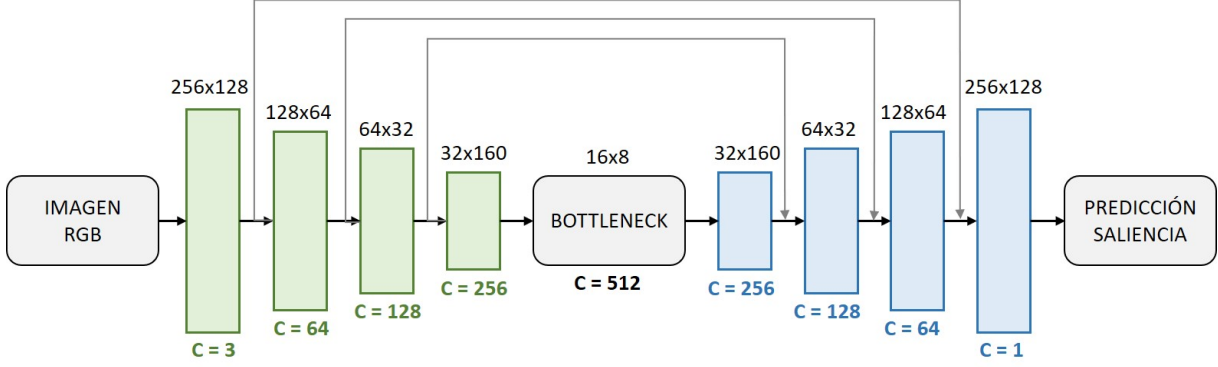 256x128
128x64
64x32
32x160
16x8
32x160
64x32
128x64
256x128
IMAGEN
RGB
BOTTLENECK
PREDICCIÓN
SALIENCIA
C = 3
C = 64
C = 128
C = 256
C = 512
C = 256
C = 128
C = 64
C = 1